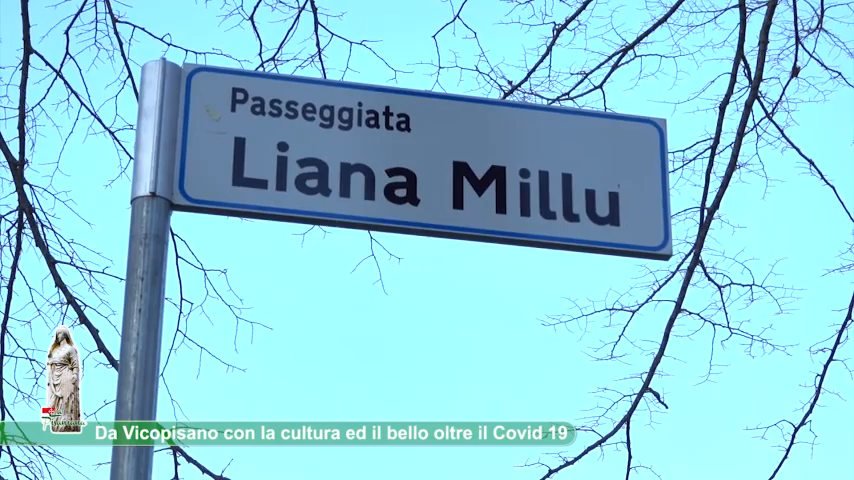 Passeggiata
Liana Millu
Da Vicopisano con la cultura ed il bello oltre il Covid 19